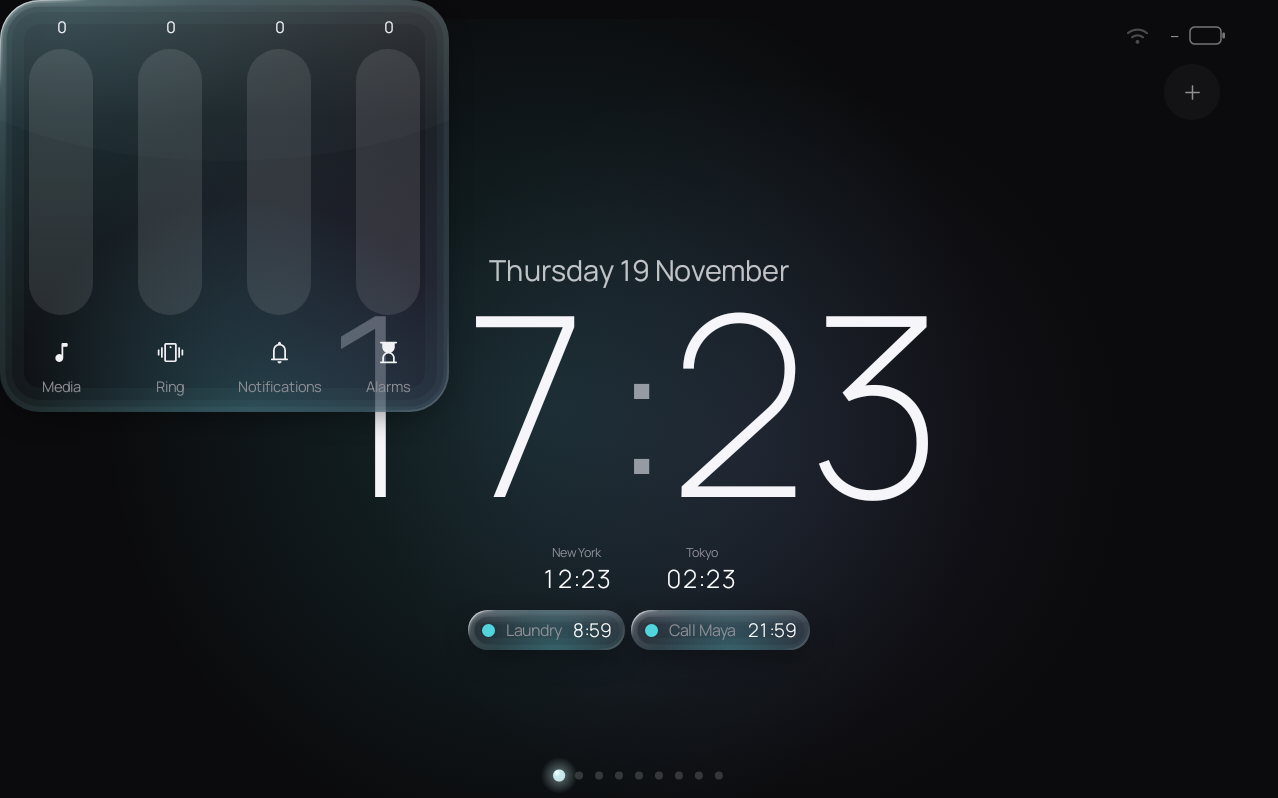 0 0 0 0
Media Ring Notifications Alarms
–
+
Thursday 19 November
17:23
New York Tokyo
12:23 02:23
Laundry 8:59 Call Maya 21:59